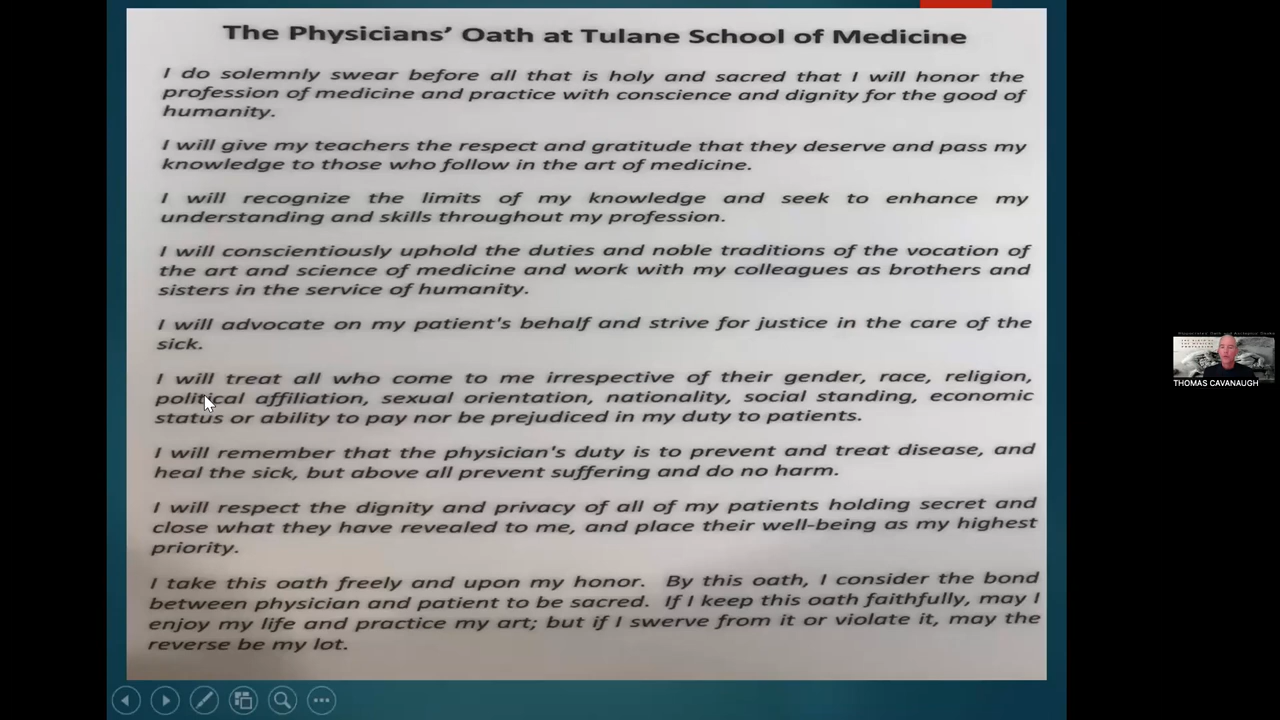 The Physicians’ Oath at Tulane School of Medicine
I do solemnly swear before all that is holy and sacred that I will honor the
profession of medicine and practice with conscience and dignity for the good of
humanity.
I will give my teachers the respect and gratitude that they deserve and pass my
knowledge to those who follow in the art of medicine.
I will recognize the limits of my knowledge and seek to enhance my
understanding and skills throughout my profession.
I will conscientiously uphold the duties and noble traditions of the vocation of
the art and science of medicine and work with my colleagues as brothers and
sisters in the service of humanity.
I will advocate on my patient's behalf and strive for justice in the care of the
sick.
I will treat all who come to me irrespective of their gender, race, religion,
political affiliation, sexual orientation, nationality, social standing, economic
status or ability to pay nor be prejudiced in my duty to patients.
I will remember that the physician's duty is to prevent and treat disease, and
heal the sick, but above all prevent suffering and do no harm.
I will respect the dignity and privacy of all of my patients holding secret and
close what they have revealed to me, and place their well-being as my highest
priority.
I take this oath freely and upon my honor. By this oath, I consider the bond
between physician and patient to be sacred. If I keep this oath faithfully, may I
enjoy my life and practice my art; but if I swerve from it or violate it, may the
reverse be my lot.
THOMAS CAVANAUGH